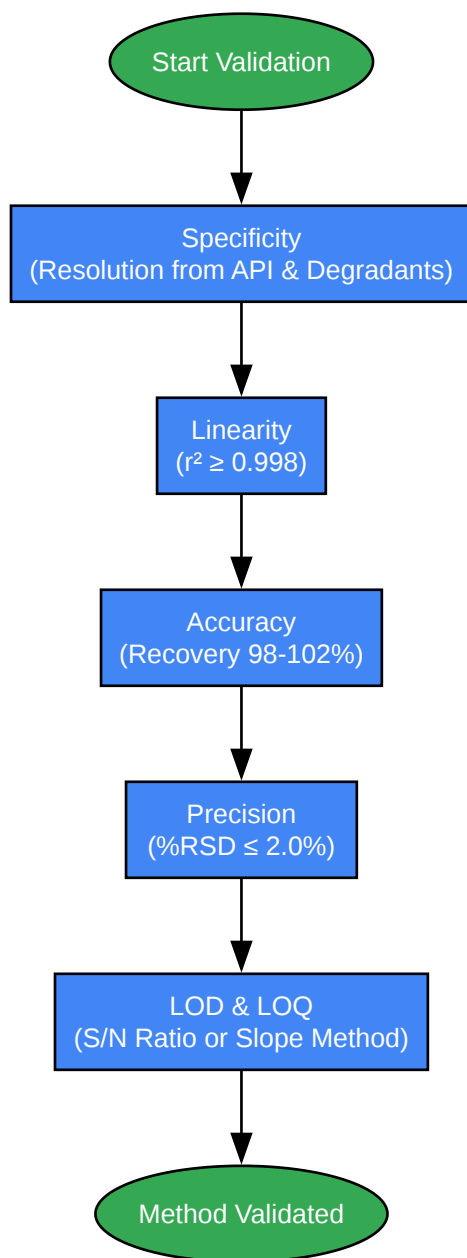 Start Validation
Specificity
(Resolution from API & Degradants)
Linearity
(r² ≥ 0.998)
Accuracy
(Recovery 98-102%)
Precision
(%RSD ≤ 2.0%)
LOD & LOQ
(S/N Ratio or Slope Method)
Method Validated